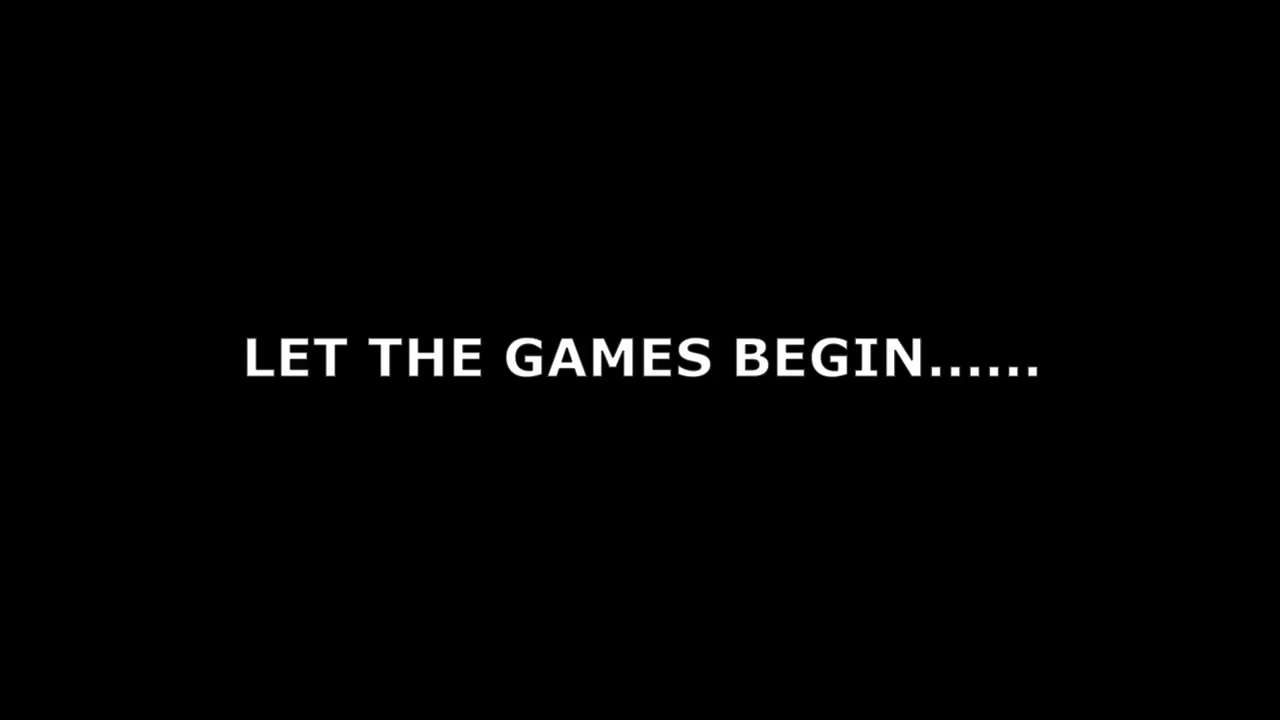 LET THE GAMES BEGIN......